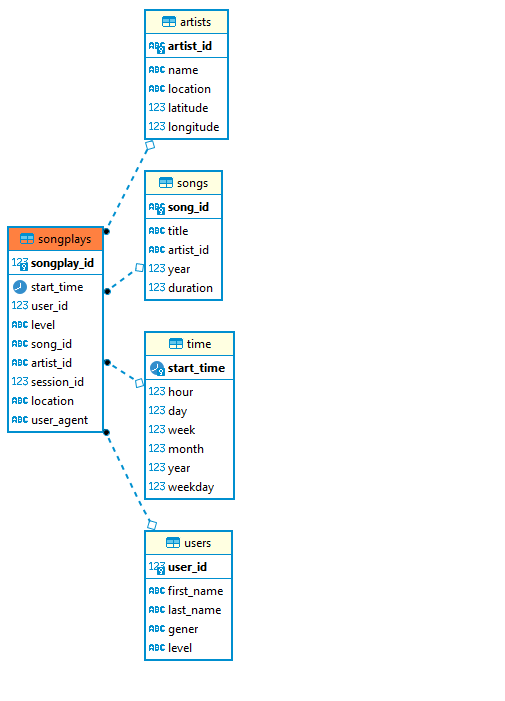 artists
ABC artist_id
ABC name
ABC location
123 latitude
123 longitude
songs
ABC song_id
ABC title
ABC artist_id
123 year
123 duration
songplays
123 songplay_id
start_time
123 user_id
ABC level
ABC song_id
ABC artist_id
123 session_id
ABC location
ABC user_agent
time
start_time
123 hour
123 day
123 week
123 month
123 year
123 weekday
users
123 user_id
ABC first_name
ABC last_name
ABC gener
ABC level